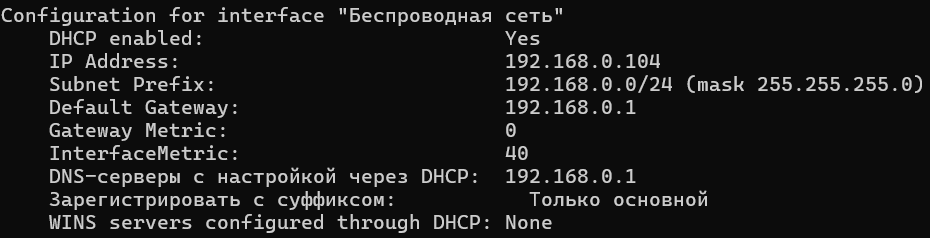 Configuration for interface "Беспроводная сеть"
    DHCP enabled:                         Yes
    IP Address:                           192.168.0.104
    Subnet Prefix:                        192.168.0.0/24 (mask 255.255.255.0)
    Default Gateway:                      192.168.0.1
    Gateway Metric:                       0
    InterfaceMetric:                      40
    DNS-серверы с настройкой через DHCP:  192.168.0.1
    Зарегистрировать с суффиксом:           Только основной
    WINS servers configured through DHCP: None